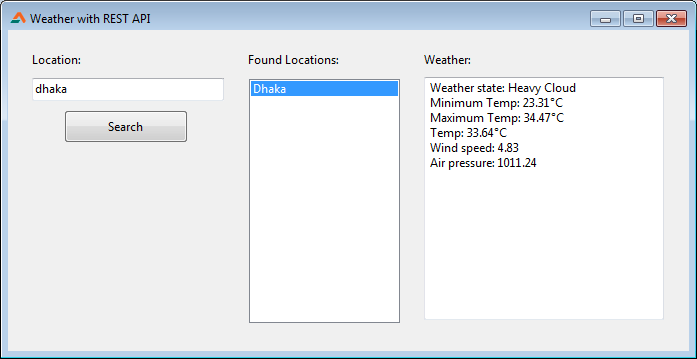 Weather with REST API
Location:
dhaka
Search
Found Locations:
Dhaka
Weather:
Weather state: Heavy Cloud
Minimum Temp: 23.31°C
Maximum Temp: 34.47°C
Temp: 33.64°C
Wind speed: 4.83
Air pressure: 1011.24